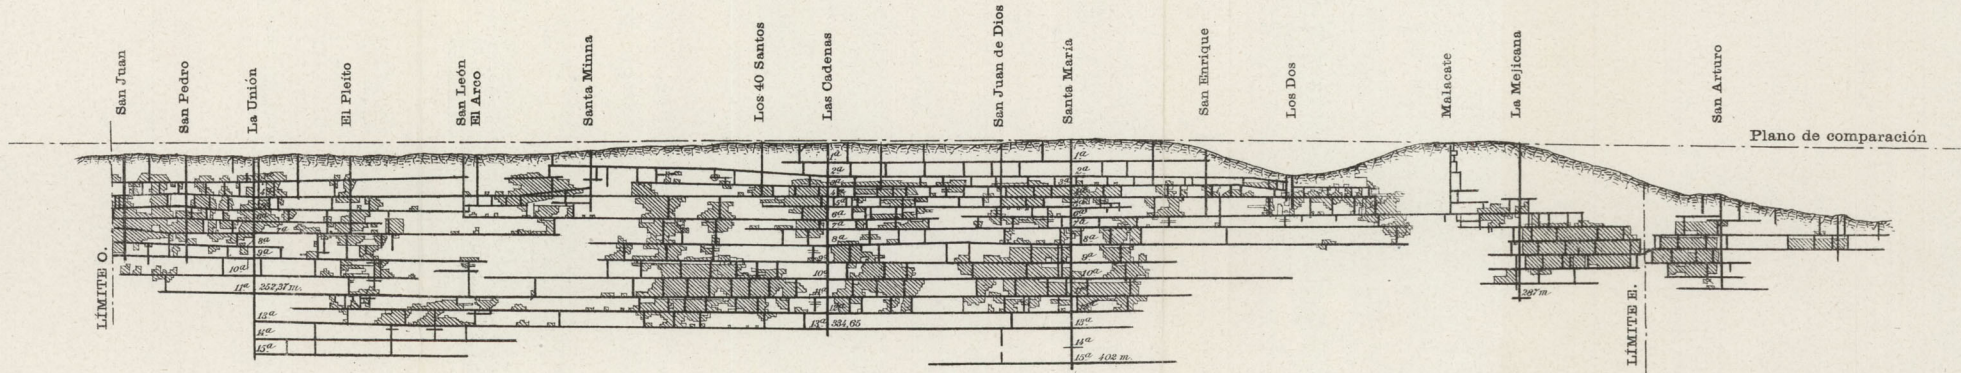 San Juan
San Pedro
La Unión
El Pleito
San León
El Arco
Santa Minna
Los 40 Santos
Las Cadenas
San Juan de Dios
Santa María
San Enrique
Los Dos
Malacate
La Mejicana
San Arturo
Plano de comparación
LÍMITE O.
LÍMITE E.
8ª
9ª
10ª
11ª 252,37 m.
13ª
14ª
15ª
1ª
2ª
6ª
7ª
8ª
10ª
13ª 334,65
1ª
2ª
7ª
8ª
9ª
10ª
13ª
14ª
15ª 402 m.
287 m.